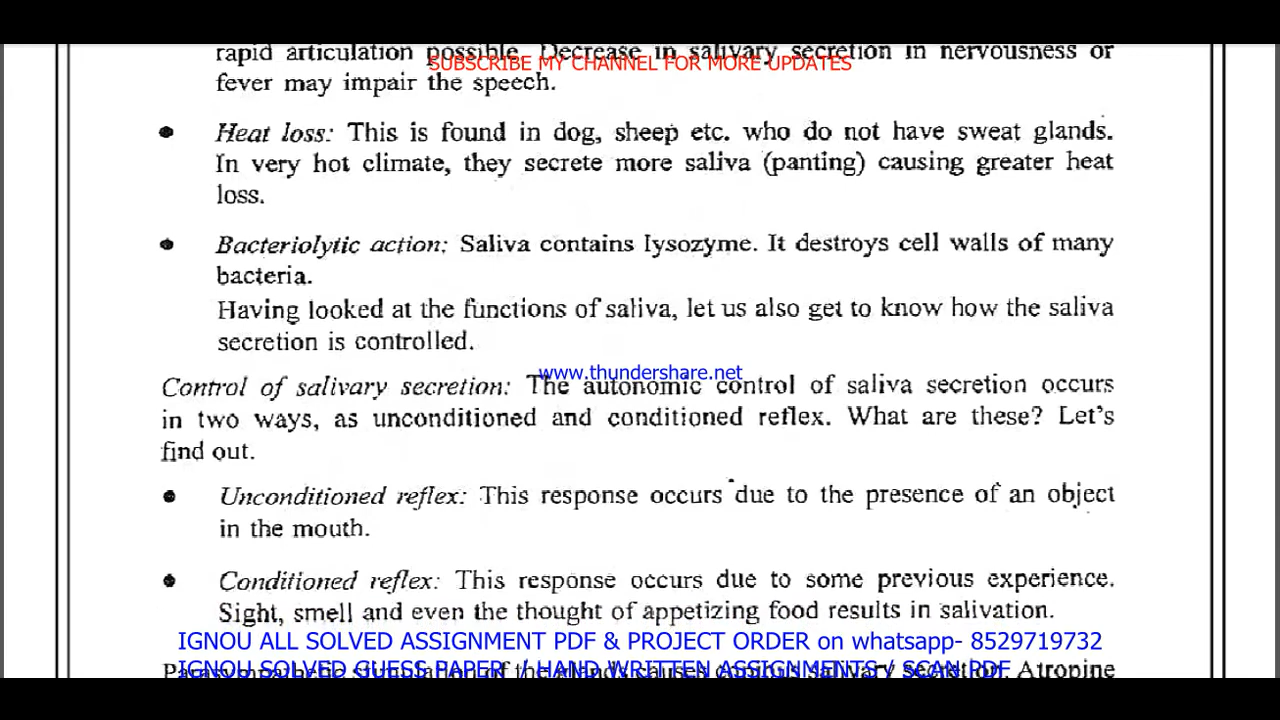 rapid articulation possible. Decrease in salivary secretion in nervousness or
SUBSCRIBE MY CHANNEL FOR MORE UPDATES
fever may impair the speech.
• Heat loss: This is found in dog, sheep etc. who do not have sweat glands.
In very hot climate, they secrete more saliva (panting) causing greater heat
loss.
• Bacteriolytic action: Saliva contains lysozyme. It destroys cell walls of many
bacteria.
Having looked at the functions of saliva, let us also get to know how the saliva
secretion is controlled.
www.thundershare.net
Control of salivary secretion: The autonomic control of saliva secretion occurs
in two ways, as unconditioned and conditioned reflex. What are these? Let's
find out.
• Unconditioned reflex: This response occurs due to the presence of an object
in the mouth.
• Conditioned reflex: This response occurs due to some previous experience.
Sight, smell and even the thought of appetizing food results in salivation.
IGNOU ALL SOLVED ASSIGNMENT PDF & PROJECT ORDER on whatsapp- 8529719732
IGNOU SOLVED GUESS PAPER / HAND WRITTEN ASSIGNMENTS / SCAN PDF
of the causes salivary secretion. Atropine